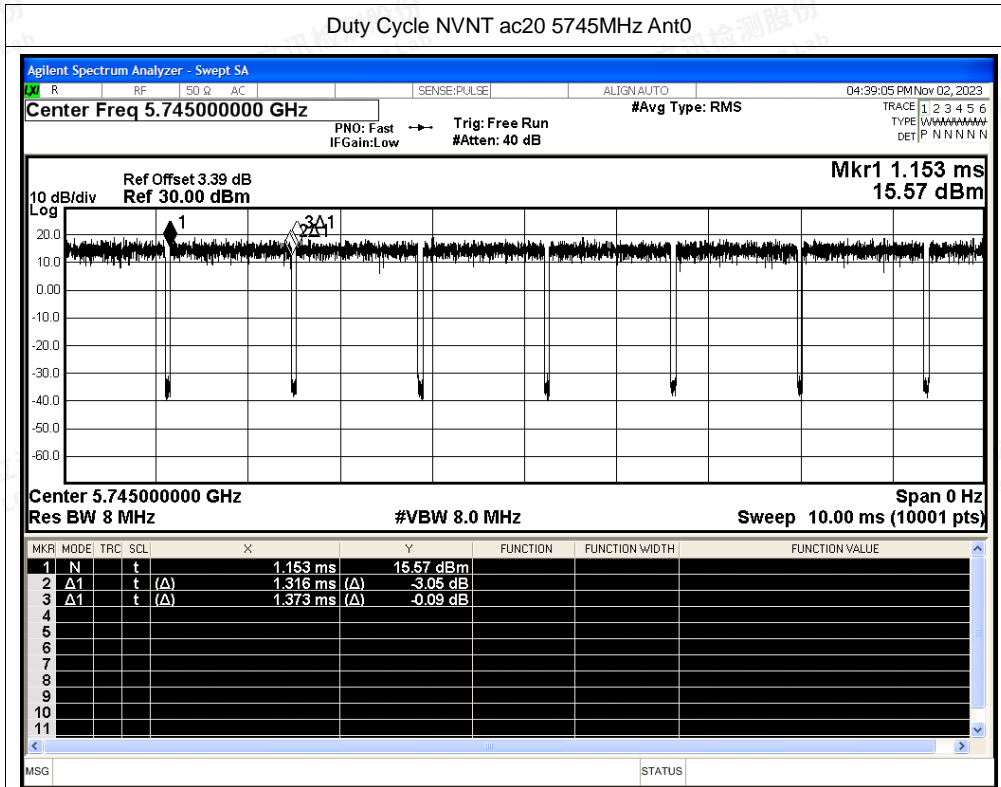 Duty Cycle NVNT ac20 5745MHz Ant0
Agilent Spectrum Analyzer - Swept SA
LXI R RF 50 Ω AC SENSE:PULSE ALIGN AUTO 04:39:05 PM Nov 02, 2023
Center Freq 5.745000000 GHz #Avg Type: RMS TRACE 1 2 3 4 5 6
PNO: Fast Trig: Free Run TYPE WWWWWW
IFGain:Low #Atten: 40 dB DET P N N N N N
Mkr1 1.153 ms
15.57 dBm
Ref Offset 3.39 dB
10 dB/div Ref 30.00 dBm
Log
1 2Δ1 3Δ1
20.0
10.0
0.00
-10.0
-20.0
-30.0
-40.0
-50.0
-60.0
Center 5.745000000 GHz Span 0 Hz
Res BW 8 MHz #VBW 8.0 MHz Sweep 10.00 ms (10001 pts)
MKR MODE TRC SCL X Y FUNCTION FUNCTION WIDTH FUNCTION VALUE
1 N t 1.153 ms 15.57 dBm
2 Δ1 t (Δ) 1.316 ms (Δ) -3.05 dB
3 Δ1 t (Δ) 1.373 ms (Δ) -0.09 dB
4
5
6
7
8
9
10
11
MSG STATUS